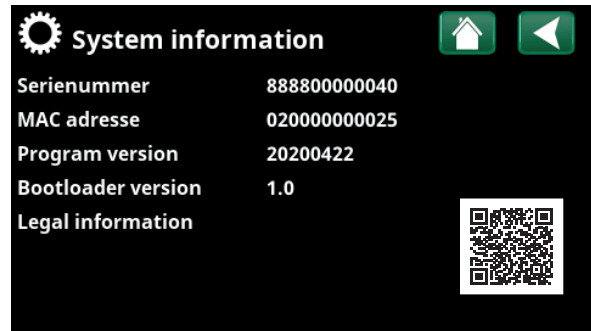 System information
Serienummer 888800000040
MAC adresse 020000000025
Program version 20200422
Bootloader version 1.0
Legal information